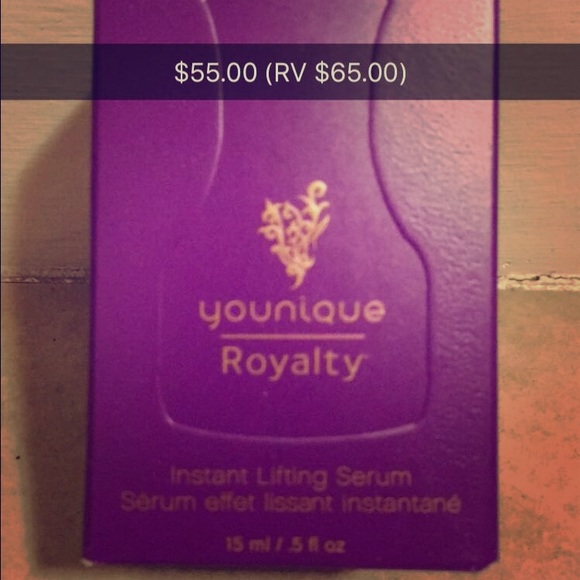 $55.00 (RV $65.00)
younique
Royalty
Instant Lifting Serum
Sérum effet lissant instantané
15 ml / .5 fl oz